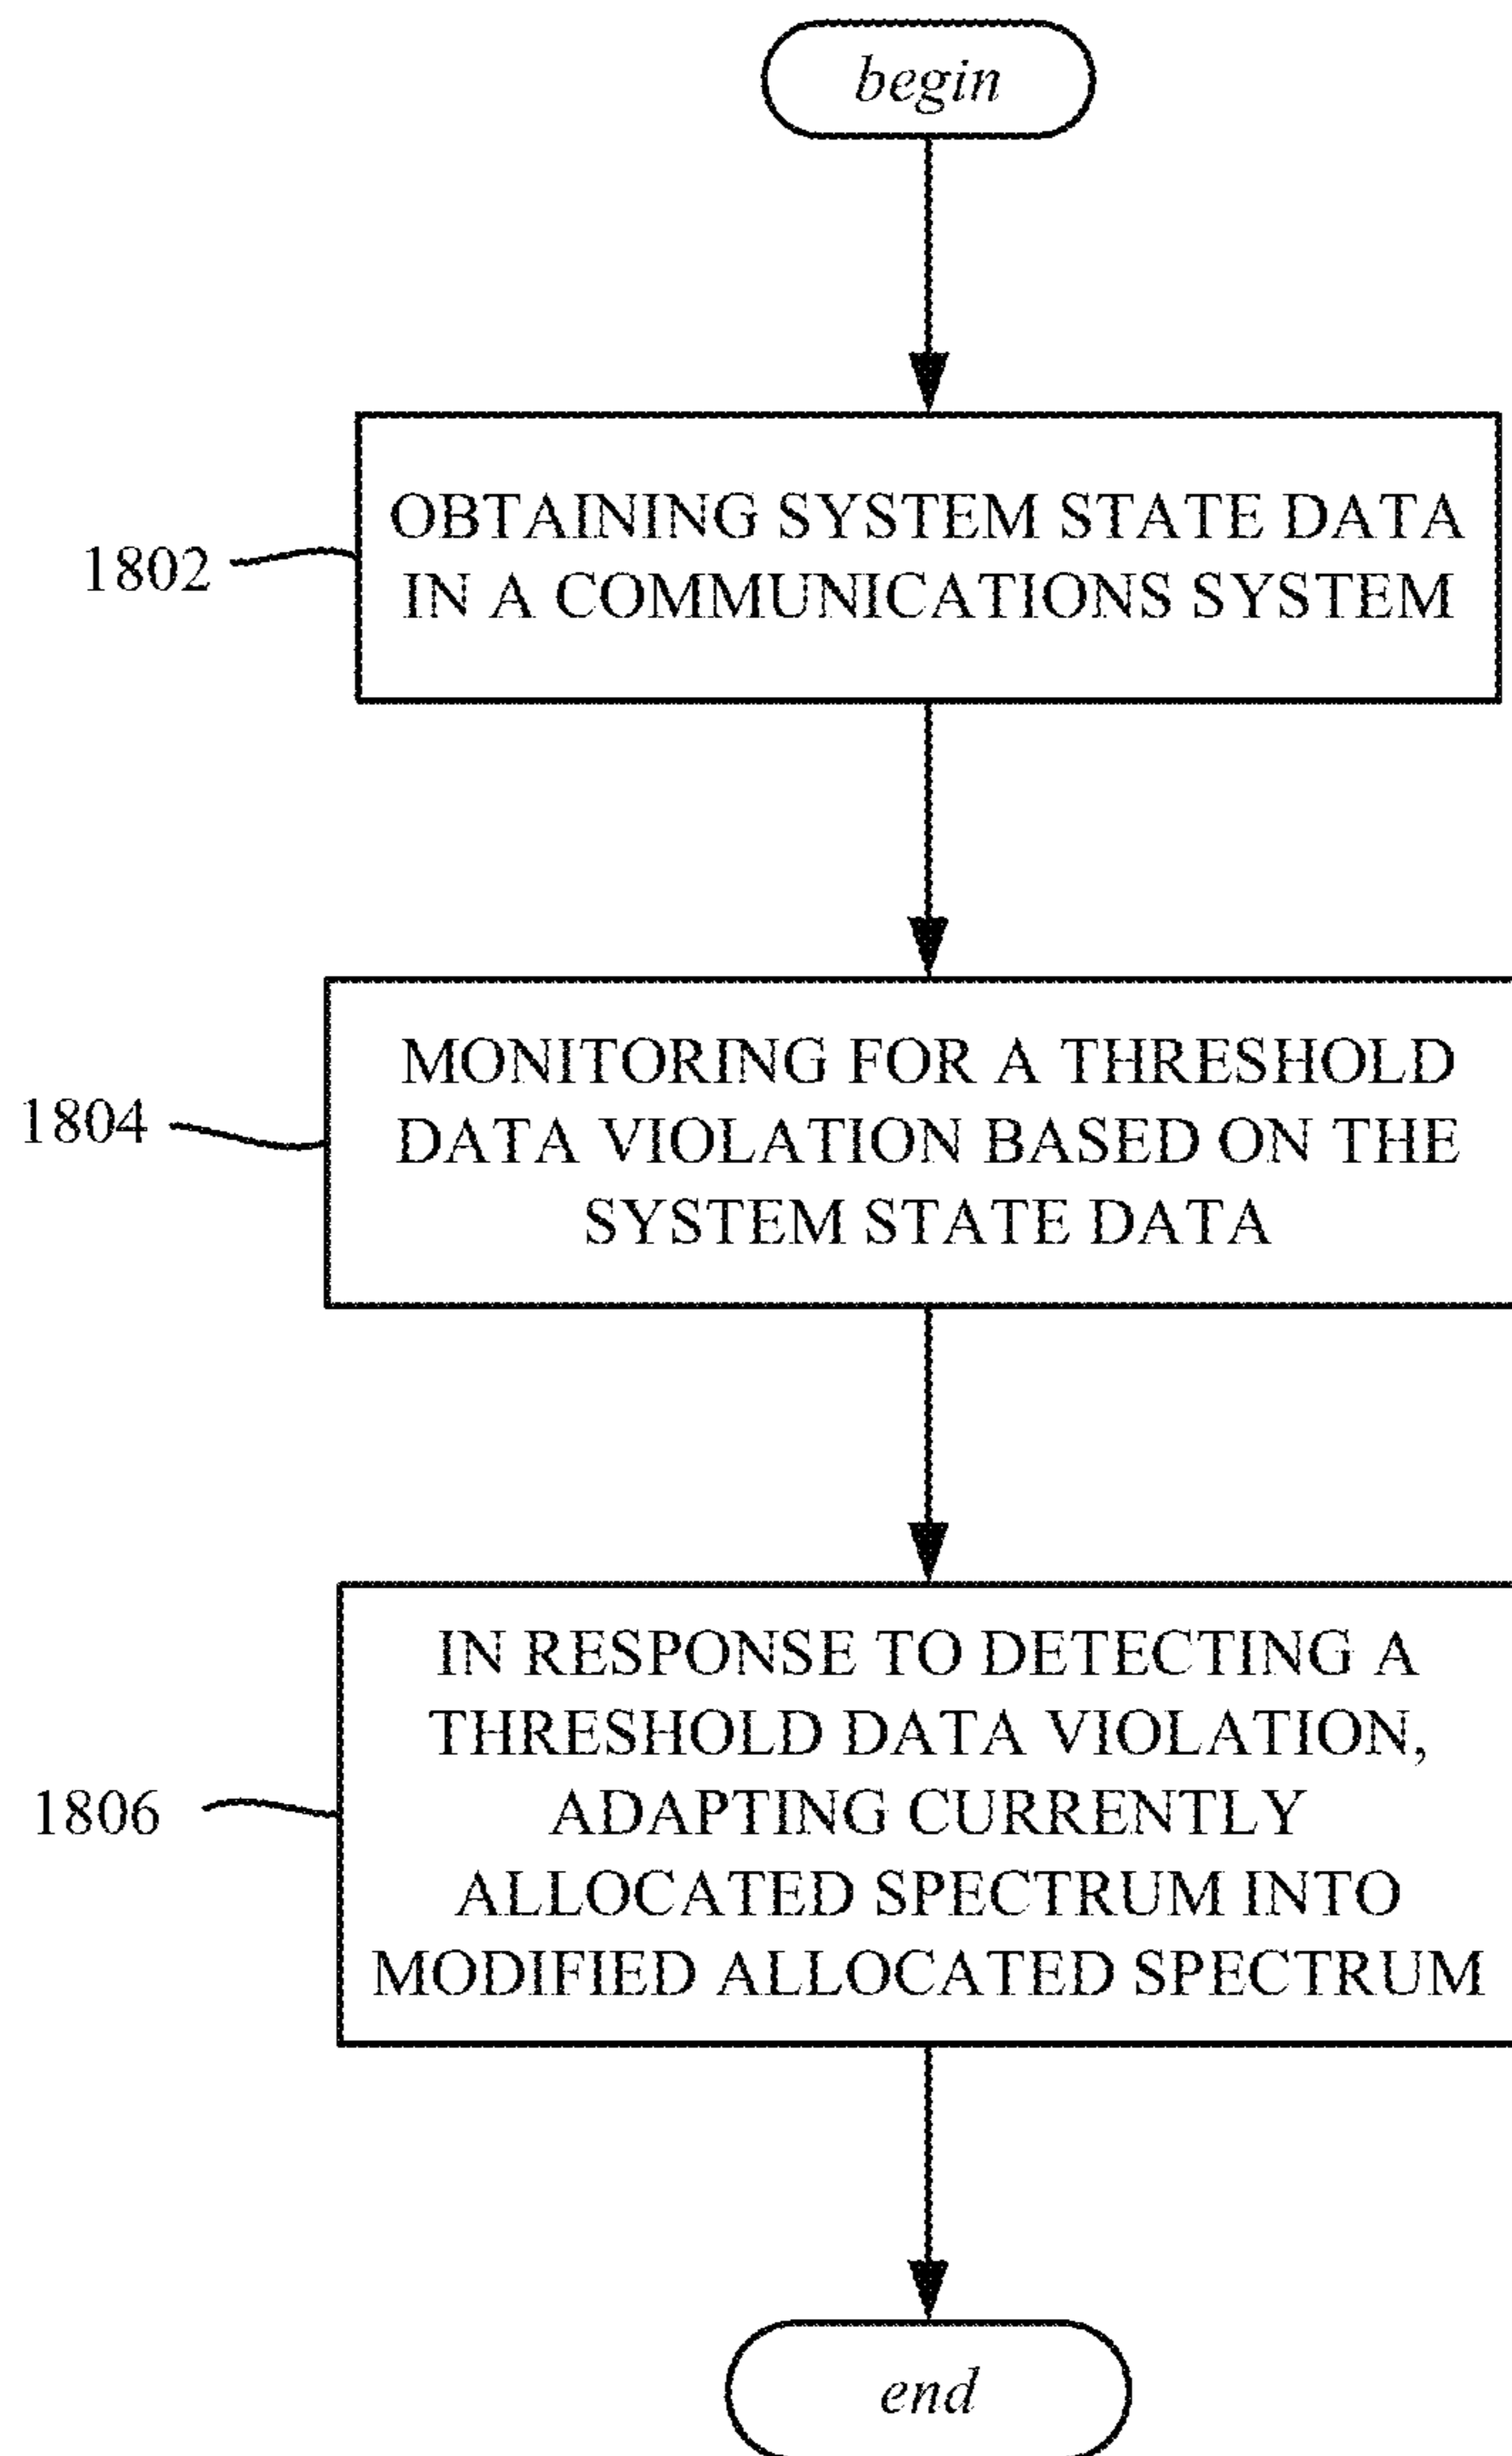 begin
1802
OBTAINING SYSTEM STATE DATA
IN A COMMUNICATIONS SYSTEM
1804
MONITORING FOR A THRESHOLD
DATA VIOLATION BASED ON THE
SYSTEM STATE DATA
1806
IN RESPONSE TO DETECTING A
THRESHOLD DATA VIOLATION,
ADAPTING CURRENTLY
ALLOCATED SPECTRUM INTO
MODIFIED ALLOCATED SPECTRUM
end